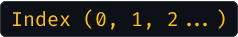 Index (0, 1, 2...)